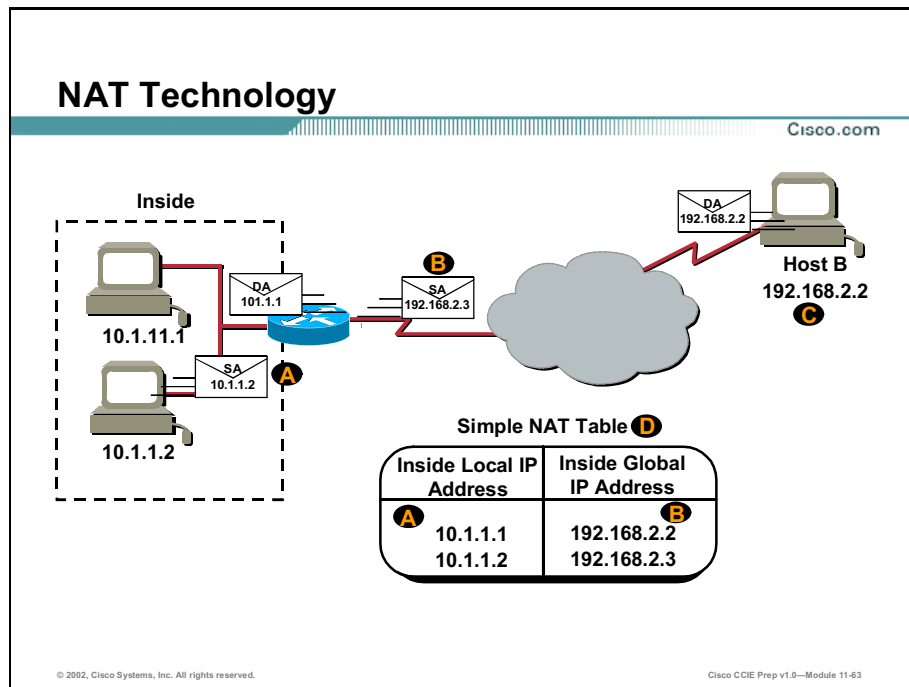 NAT Technology
Cisco.com
Inside
DA
192.168.2.2
B
DA
101.1.1
SA
192.168.2.3
Host B
192.168.2.2
C
10.1.11.1
SA
10.1.1.2
A
10.1.1.2
Simple NAT Table D
Inside Local IP Address
Inside Global IP Address
A
B
10.1.1.1 192.168.2.2
10.1.1.2 192.168.2.3
© 2002, Cisco Systems, Inc. All rights reserved.
Cisco CCIE Prep v1.0—Module 11-63